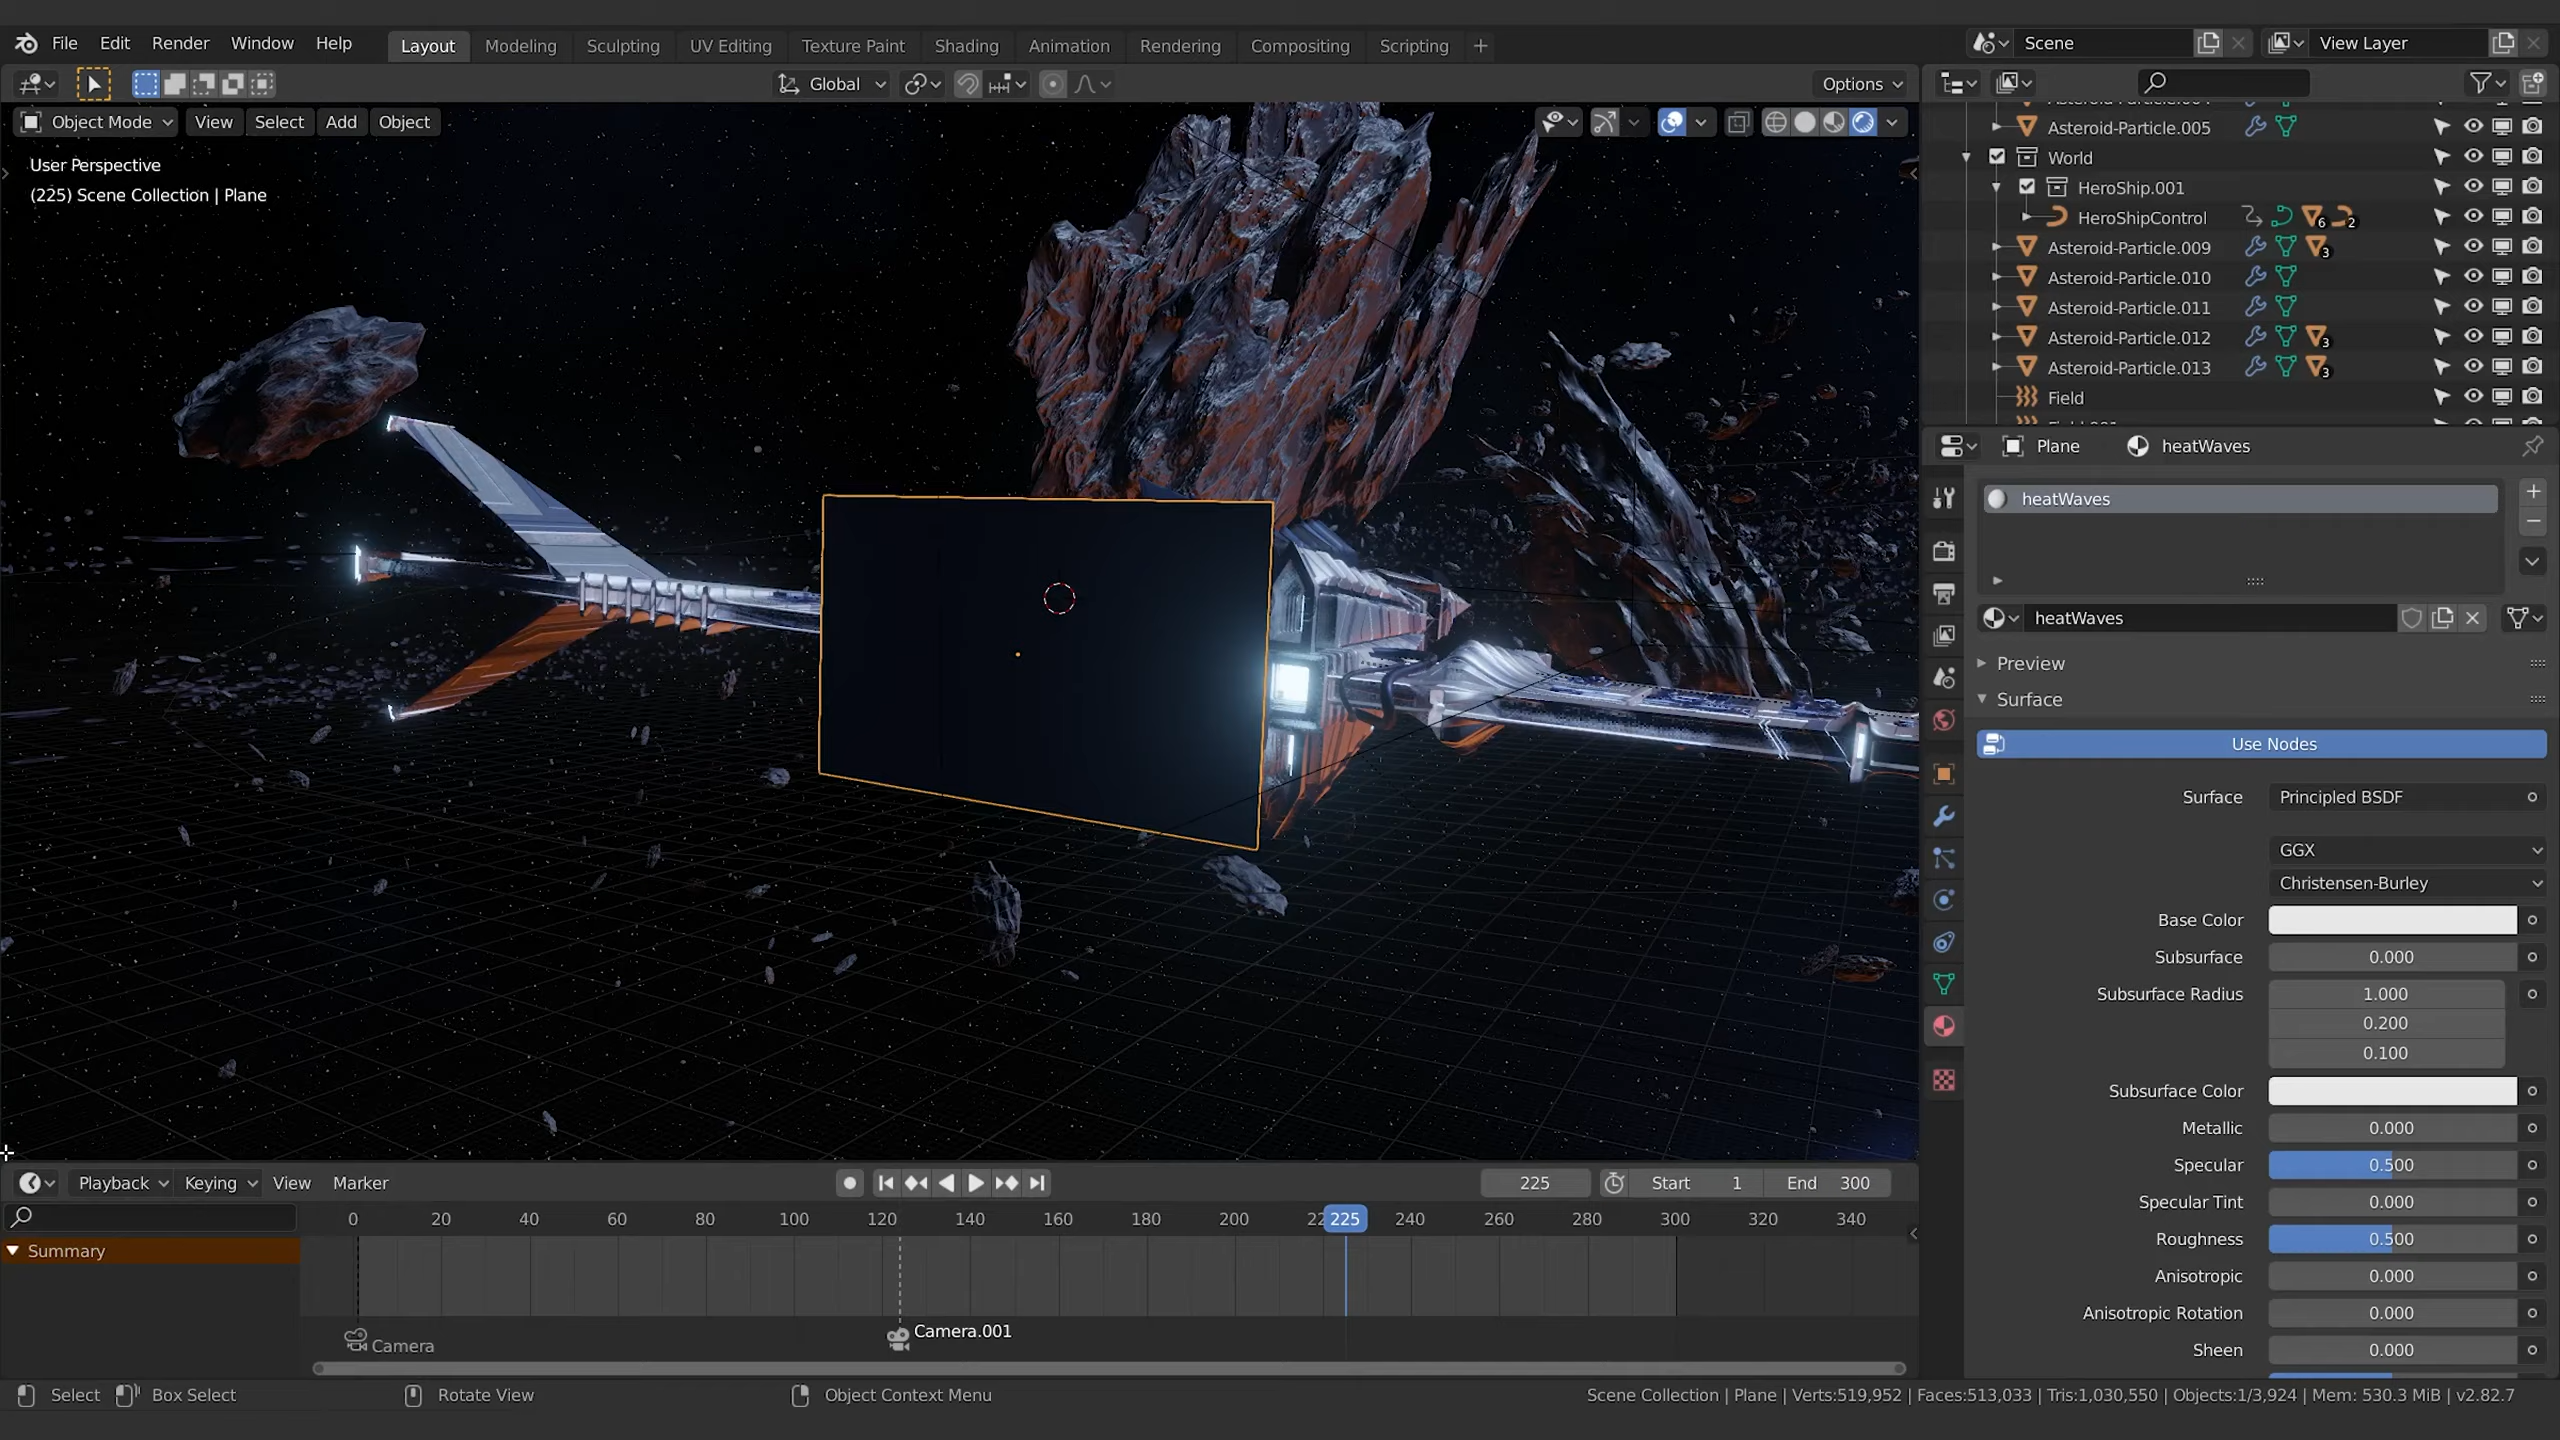 File Edit Render Window Help Layout Modeling Sculpting UV Editing Texture Paint Shading Animation Rendering Compositing Scripting + Scene View Layer
Global Options
Object Mode View Select Add Object
User Perspective
(225) Scene Collection | Plane
Asteroid-Particle.005
World
HeroShip.001
HeroShipControl 6 2
Asteroid-Particle.009 3
Asteroid-Particle.010
Asteroid-Particle.011
Asteroid-Particle.012 3
Asteroid-Particle.013 3
Field
Plane heatWaves
heatWaves
heatWaves
Preview
Surface
Use Nodes
Surface Principled BSDF
GGX
Christensen-Burley
Base Color
Subsurface 0.000
Subsurface Radius 1.000
0.200
0.100
Subsurface Color
Metallic 0.000
Specular 0.500
Specular Tint 0.000
Roughness 0.500
Anisotropic 0.000
Anisotropic Rotation 0.000
Sheen 0.000
Playback Keying View Marker 225 Start 1 End 300
0 20 40 60 80 100 120 140 160 180 200 225 240 260 280 300 320 340
Summary
Camera
Camera.001
Select Box Select Rotate View Object Context Menu Scene Collection | Plane | Verts:519,952 | Faces:513,033 | Tris:1,030,550 | Objects:1/3,924 | Mem: 530.3 MiB | v2.82.7